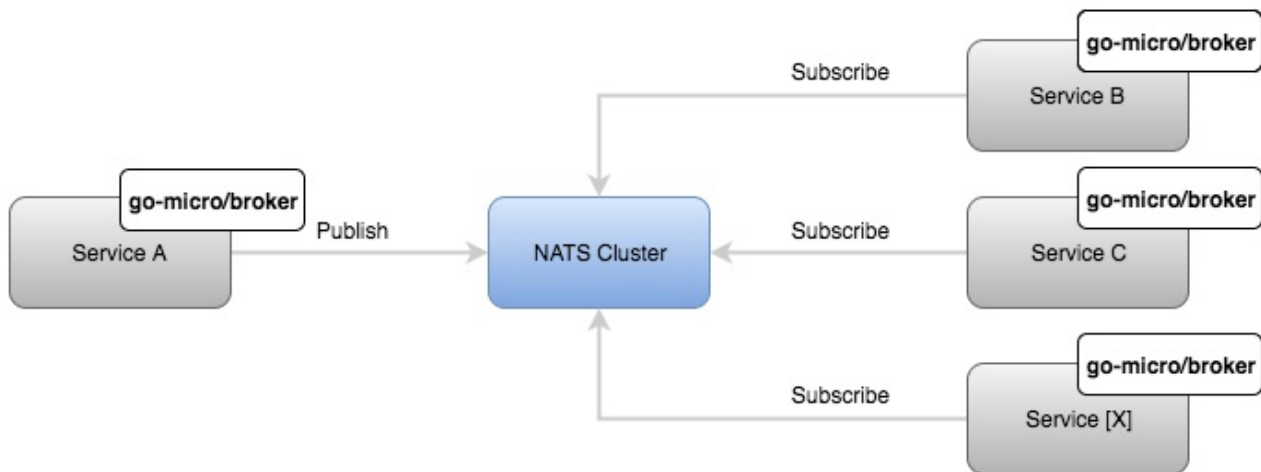 go-micro/broker
Service A
Publish
NATS Cluster
Subscribe
go-micro/broker
Service B
Subscribe
go-micro/broker
Service C
Subscribe
go-micro/broker
Service [X]